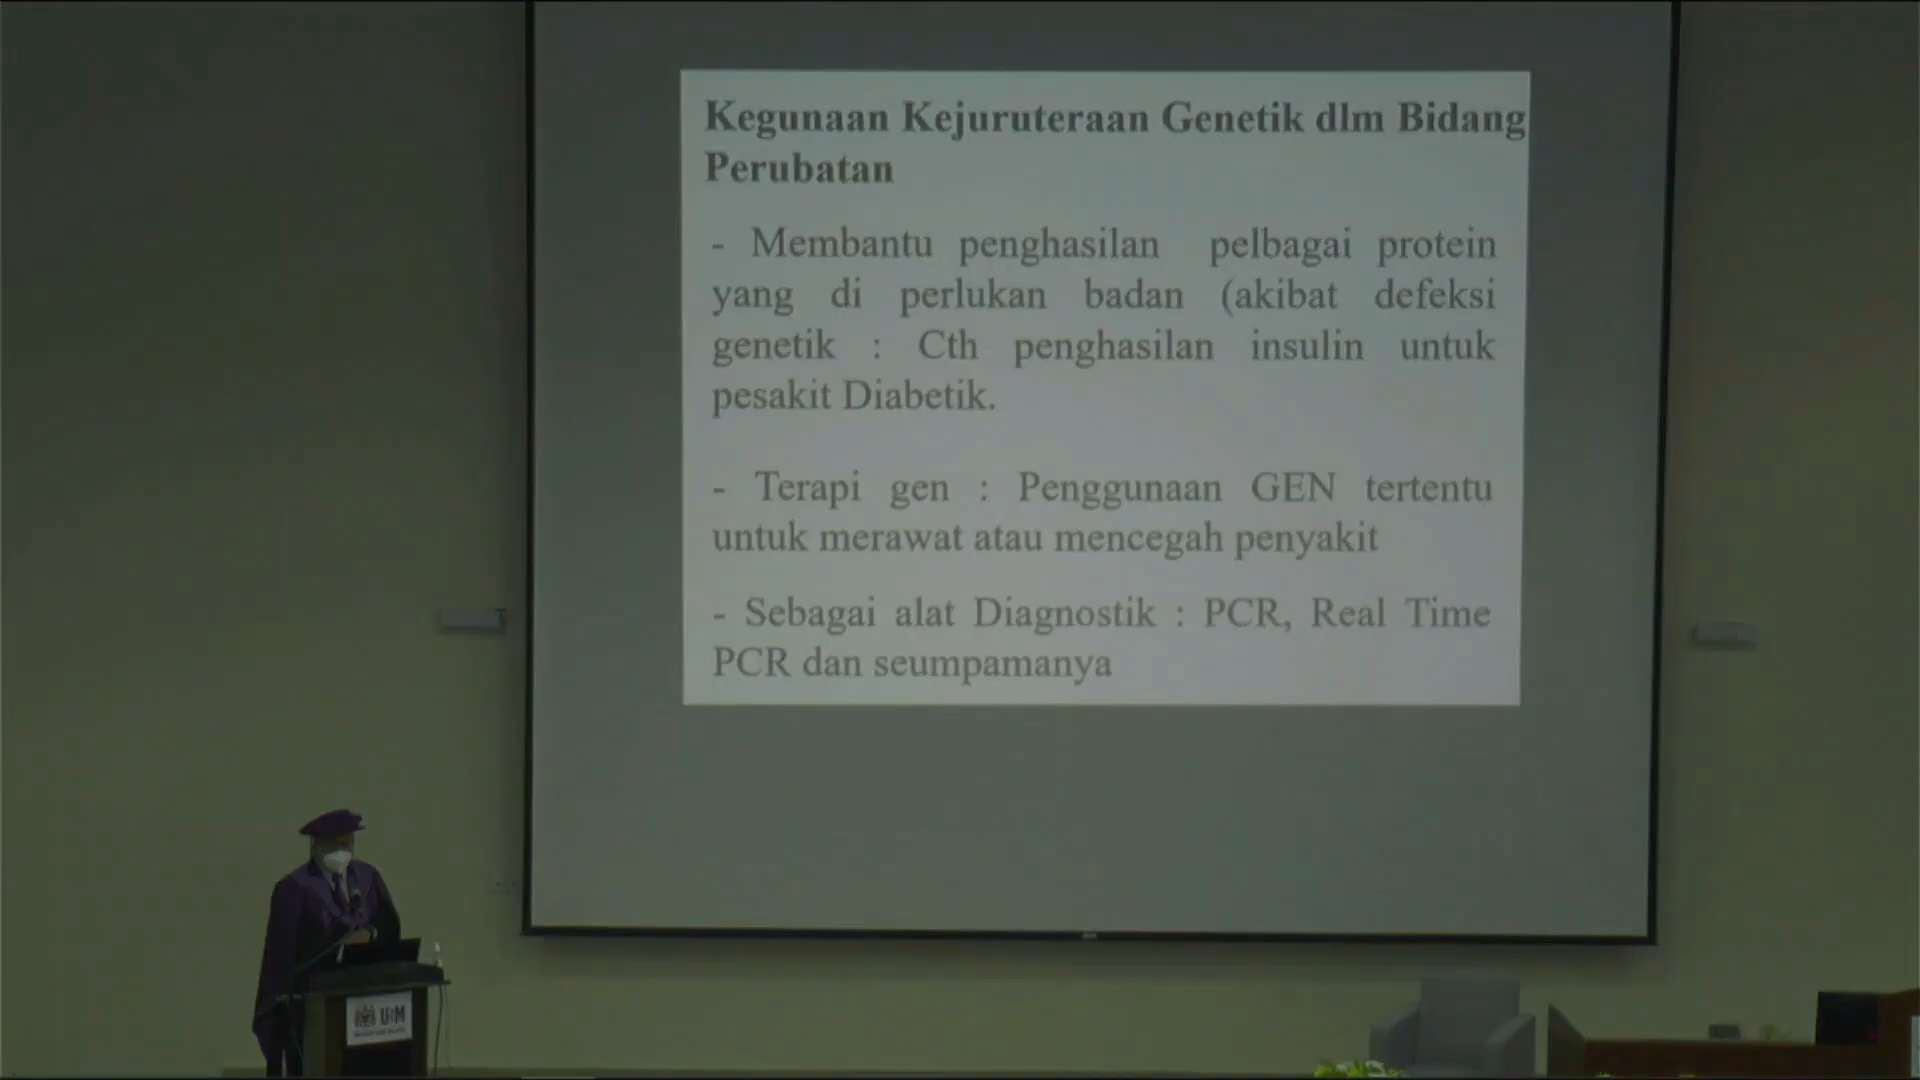 Kegunaan Kejuruteraan Genetik dlm Bidang
Perubatan
- Membantu penghasilan pelbagai protein
yang di perlukan badan (akibat defeksi
genetik : Cth penghasilan insulin untuk
pesakit Diabetik.
- Terapi gen : Penggunaan GEN tertentu
untuk merawat atau mencegah penyakit
- Sebagai alat Diagnostik : PCR, Real Time
PCR dan seumpamanya